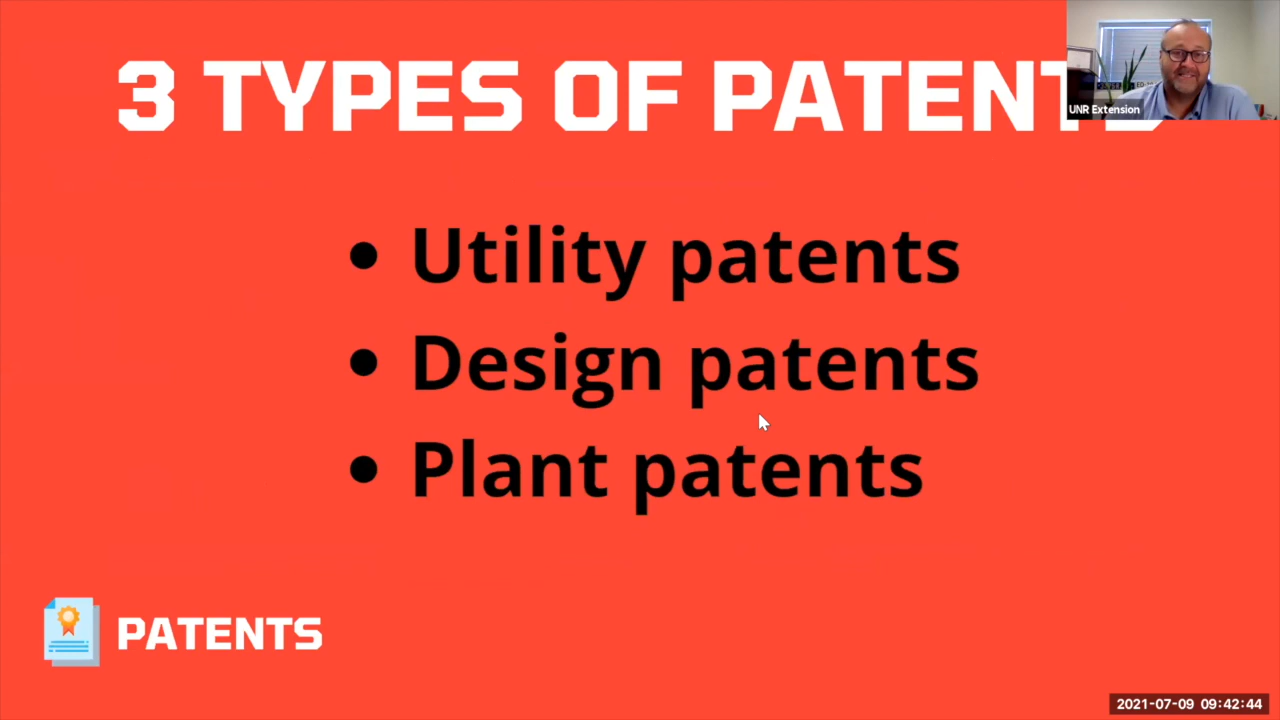 3 TYPES OF PATENT
UNR Extension
• Utility patents
• Design patents
• Plant patents
PATENTS
2021-07-09 09:42:44